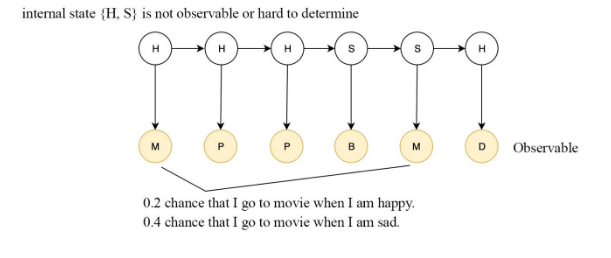 internal state {H, S} is not observable or hard to determine
H H H S S H
M P P B M D Observable
0.2 chance that I go to movie when I am happy.
0.4 chance that I go to movie when I am sad.